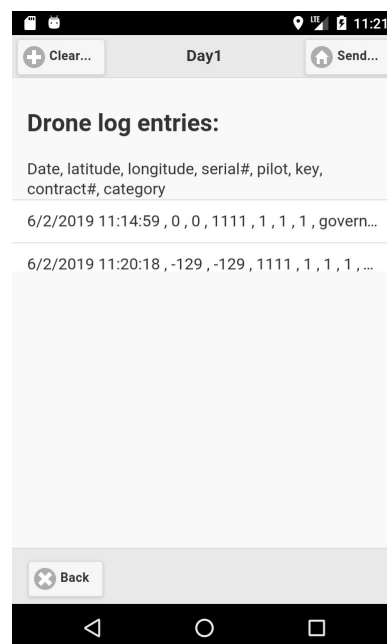 LTE 11:21
Clear... Day1 Send...
Drone log entries:
Date, latitude, longitude, serial#, pilot, key,
contract#, category
6/2/2019 11:14:59 , 0 , 0 , 1111 , 1 , 1 , 1 , govern...
6/2/2019 11:20:18 , -129 , -129 , 1111 , 1 , 1 , 1 , ...
Back